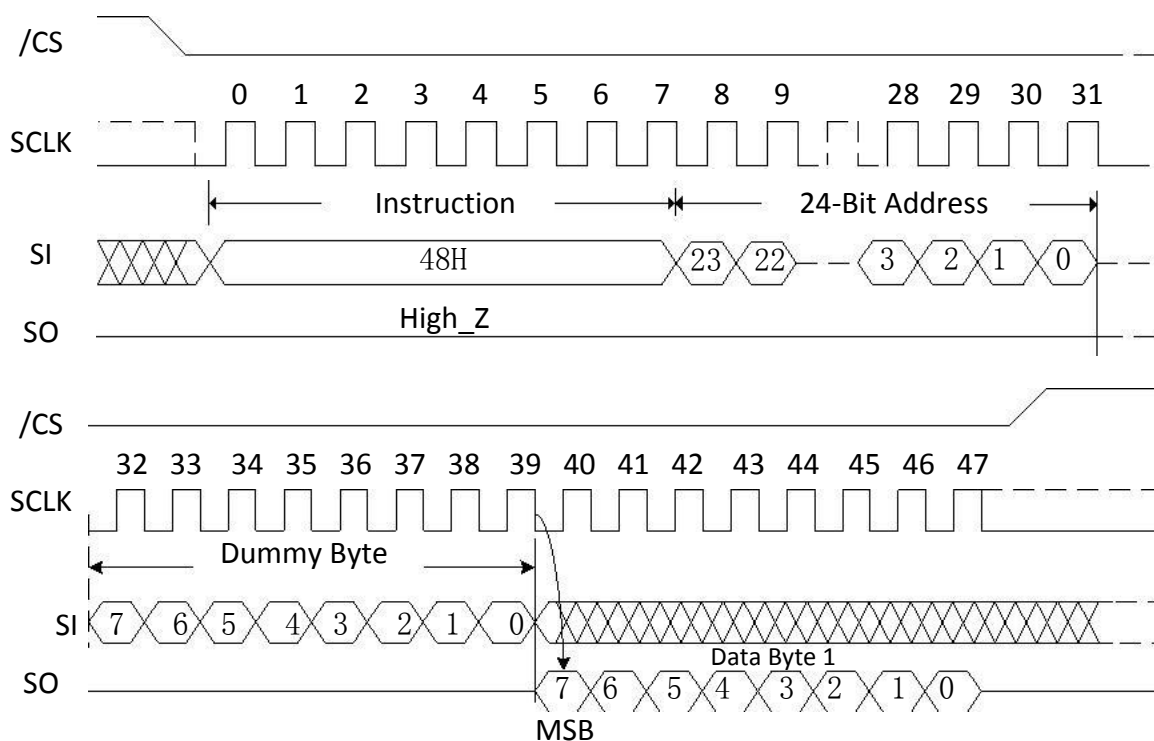 /CS
0 1 2 3 4 5 6 7 8 9 28 29 30 31
SCLK
Instruction 24-Bit Address
SI 48H 23 22 3 2 1 0
High_Z
SO
/CS
32 33 34 35 36 37 38 39 40 41 42 43 44 45 46 47
SCLK
Dummy Byte
SI 7 6 5 4 3 2 1 0
Data Byte 1
SO 7 6 5 4 3 2 1 0
MSB